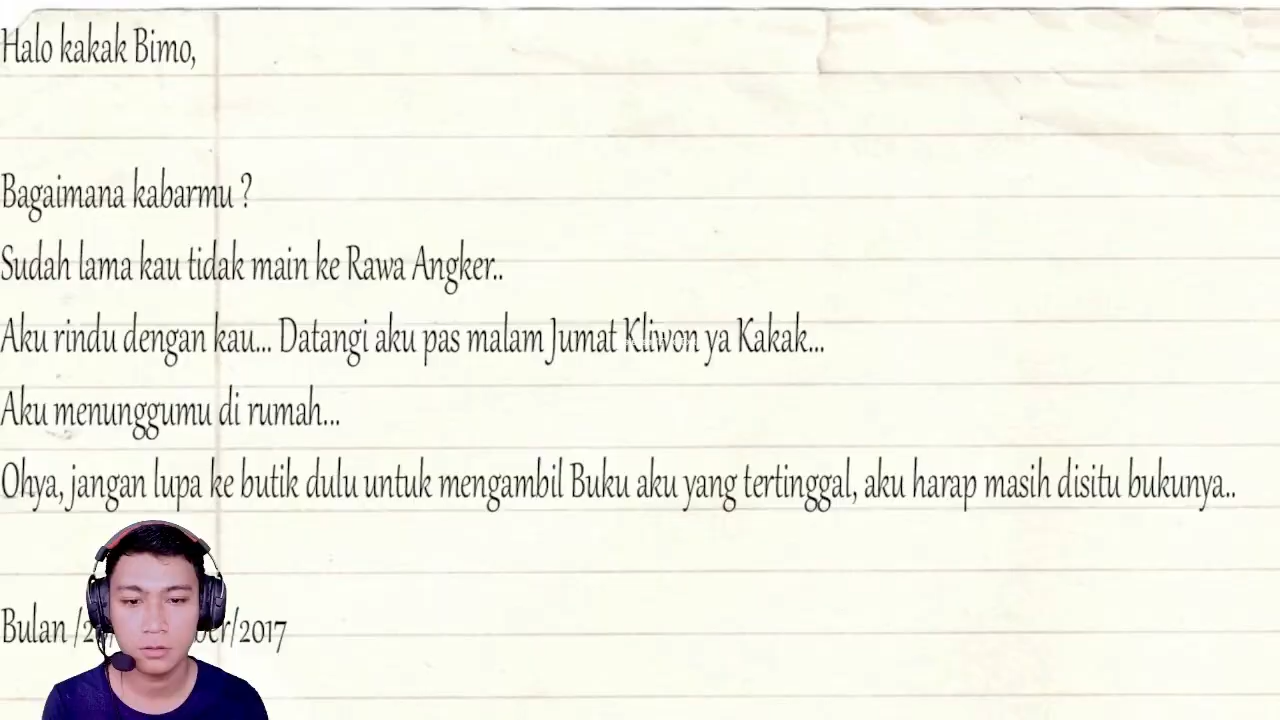 Halo kakak Bimo,
Bagaimana kabarmu ?
Sudah lama kau tidak main ke Rawa Angker..
Aku rindu dengan kau... Datangi aku pas malam Jumat Kliwon ya Kakak...
Aku menunggumu di rumah...
Ohya, jangan lupa ke butik dulu untuk mengambil Buku aku yang tertinggal, aku harap masih disitu bukunya..
Bulan /2017